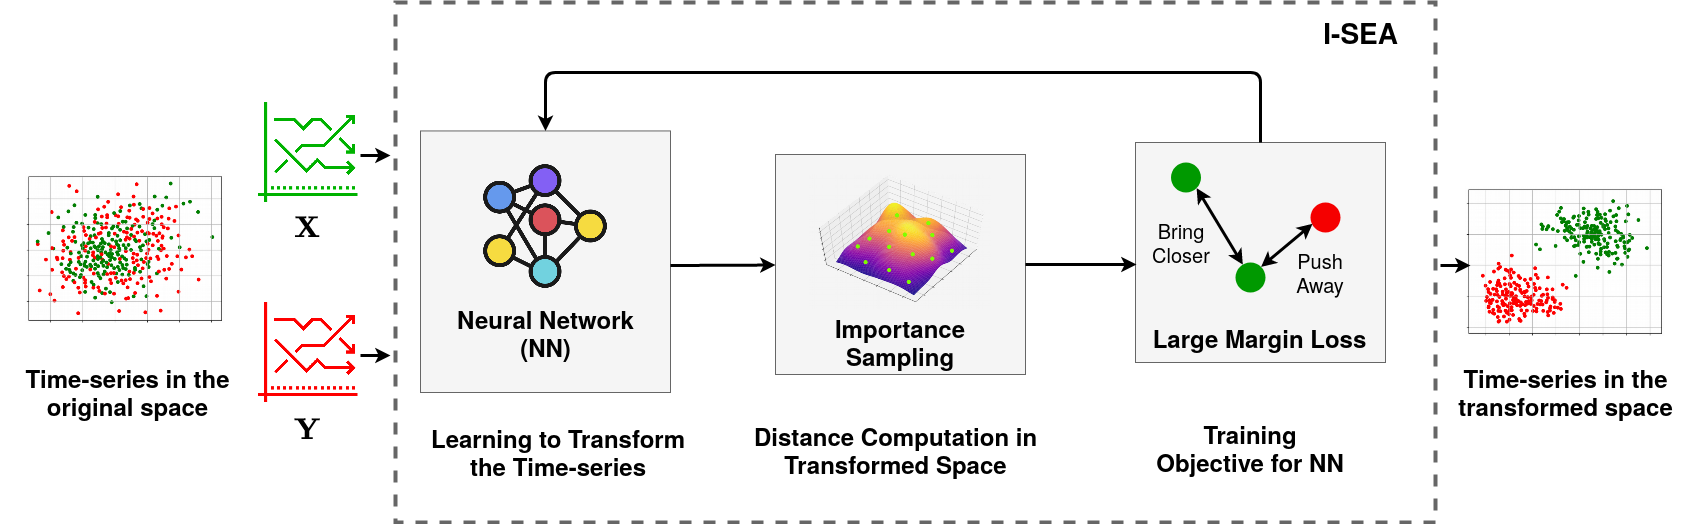 I-SEA
Time-series in the
original space
X
Y
Neural Network
(NN)
Learning to Transform
the Time-series
Importance
Sampling
Distance Computation in
Transformed Space
Bring
Closer
Push
Away
Large Margin Loss
Training
Objective for NN
Time-series in the
transformed space